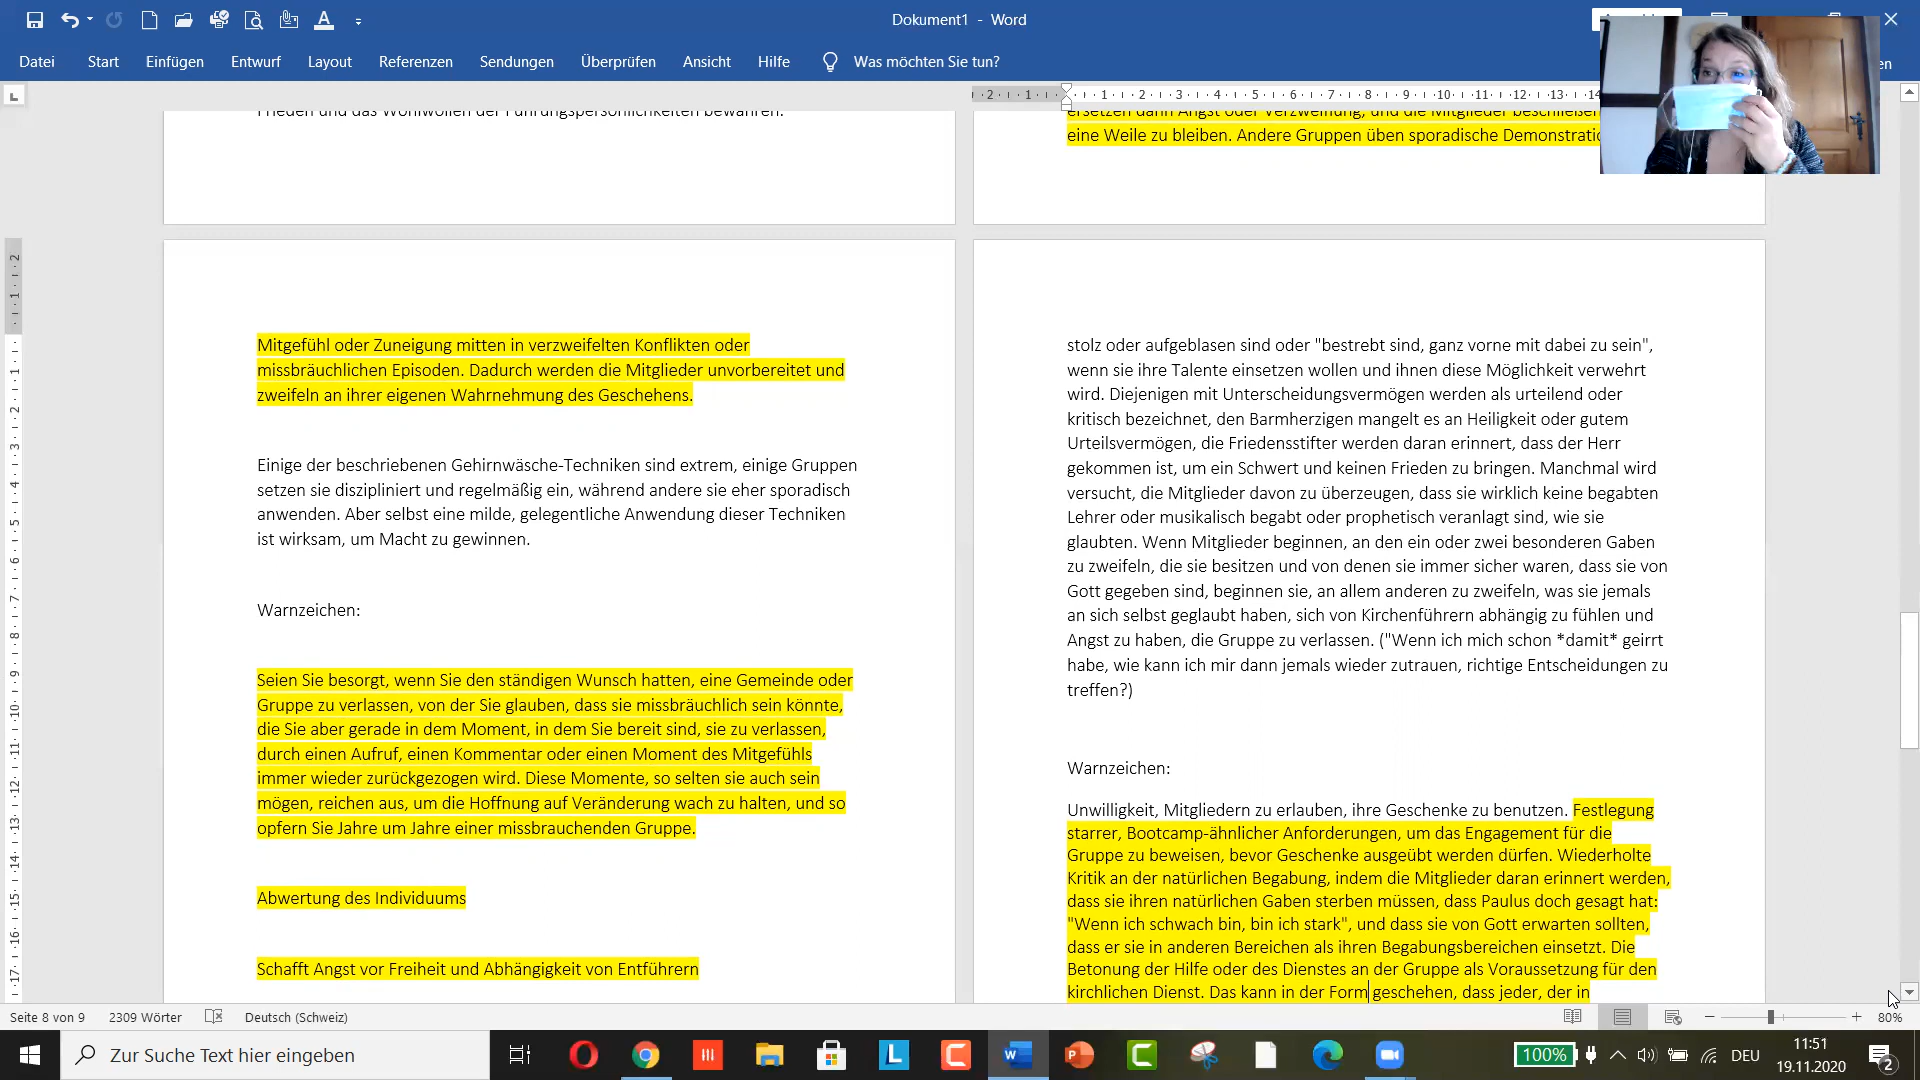 Dokument1 - Word
Datei Start Einfügen Entwurf Layout Referenzen Sendungen Überprüfen Ansicht Hilfe Was möchten Sie tun?
Frieden und das Wohlwollen der Führungspersönlichkeiten bewahren.
Mitgefühl oder Zuneigung mitten in verzweifelten Konflikten oder
missbräuchlichen Episoden. Dadurch werden die Mitglieder unvorbereitet und
zweifeln an ihrer eigenen Wahrnehmung des Geschehens.
Einige der beschriebenen Gehirnwäsche-Techniken sind extrem, einige Gruppen
setzen sie diszipliniert und regelmäßig ein, während andere sie eher sporadisch
anwenden. Aber selbst eine milde, gelegentliche Anwendung dieser Techniken
ist wirksam, um Macht zu gewinnen.
Warnzeichen:
Seien Sie besorgt, wenn Sie den ständigen Wunsch hatten, eine Gemeinde oder
Gruppe zu verlassen, von der Sie glauben, dass sie missbräuchlich sein könnte,
die Sie aber gerade in dem Moment, in dem Sie bereit sind, sie zu verlassen,
durch einen Aufruf, einen Kommentar oder einen Moment des Mitgefühls
immer wieder zurückgezogen wird. Diese Momente, so selten sie auch sein
mögen, reichen aus, um die Hoffnung auf Veränderung wach zu halten, und so
opfern Sie Jahre um Jahre einer missbrauchenden Gruppe.
Abwertung des Individuums
Schafft Angst vor Freiheit und Abhängigkeit von Entführern
ersetzen dann Angst oder Verzweiflung, und die Mitglieder beschließen
eine Weile zu bleiben. Andere Gruppen üben sporadische
stolz oder aufgeblasen sind oder "bestrebt sind, ganz vorne mit dabei zu sein",
wenn sie ihre Talente einsetzen wollen und ihnen diese Möglichkeit verwehrt
wird. Diejenigen mit Unterscheidungsvermögen werden als urteilend oder
kritisch bezeichnet, den Barmherzigen mangelt es an Heiligkeit oder gutem
Urteilsvermögen, die Friedensstifter werden daran erinnert, dass der Herr
gekommen ist, um ein Schwert und keinen Frieden zu bringen. Manchmal wird
versucht, die Mitglieder davon zu überzeugen, dass sie wirklich keine begabten
Lehrer oder musikalisch begabt oder prophetisch veranlagt sind, wie sie
glaubten. Wenn Mitglieder beginnen, an den ein oder zwei besonderen Gaben
zu zweifeln, die sie besitzen und von denen sie immer sicher waren, dass sie von
Gott gegeben sind, beginnen sie, an allem anderen zu zweifeln, was sie jemals
an sich selbst geglaubt haben, sich von Kirchenführern abhängig zu fühlen und
Angst zu haben, die Gruppe zu verlassen. ("Wenn ich mich schon *damit* geirrt
habe, wie kann ich mir dann jemals wieder zutrauen, richtige Entscheidungen zu
treffen?)
Warnzeichen:
Unwilligkeit, Mitgliedern zu erlauben, ihre Geschenke zu benutzen. Festlegung
starrer, Bootcamp-ähnlicher Anforderungen, um das Engagement für die
Gruppe zu beweisen, bevor Geschenke ausgeübt werden dürfen. Wiederholte
Kritik an der natürlichen Begabung, indem die Mitglieder daran erinnert werden,
dass sie ihren natürlichen Gaben sterben müssen, dass Paulus doch gesagt hat:
"Wenn ich schwach bin, bin ich stark", und dass sie von Gott erwarten sollten,
dass er sie in anderen Bereichen als ihren Begabungsbereichen einsetzt. Die
Betonung der Hilfe oder des Dienstes an der Gruppe als Voraussetzung für den
kirchlichen Dienst. Das kann in der Form geschehen, dass jeder, der in
Seite 8 von 9 2309 Wörter Deutsch (Schweiz) 80%
Zur Suche Text hier eingeben
100% DEU 11:51
19.11.2020
2